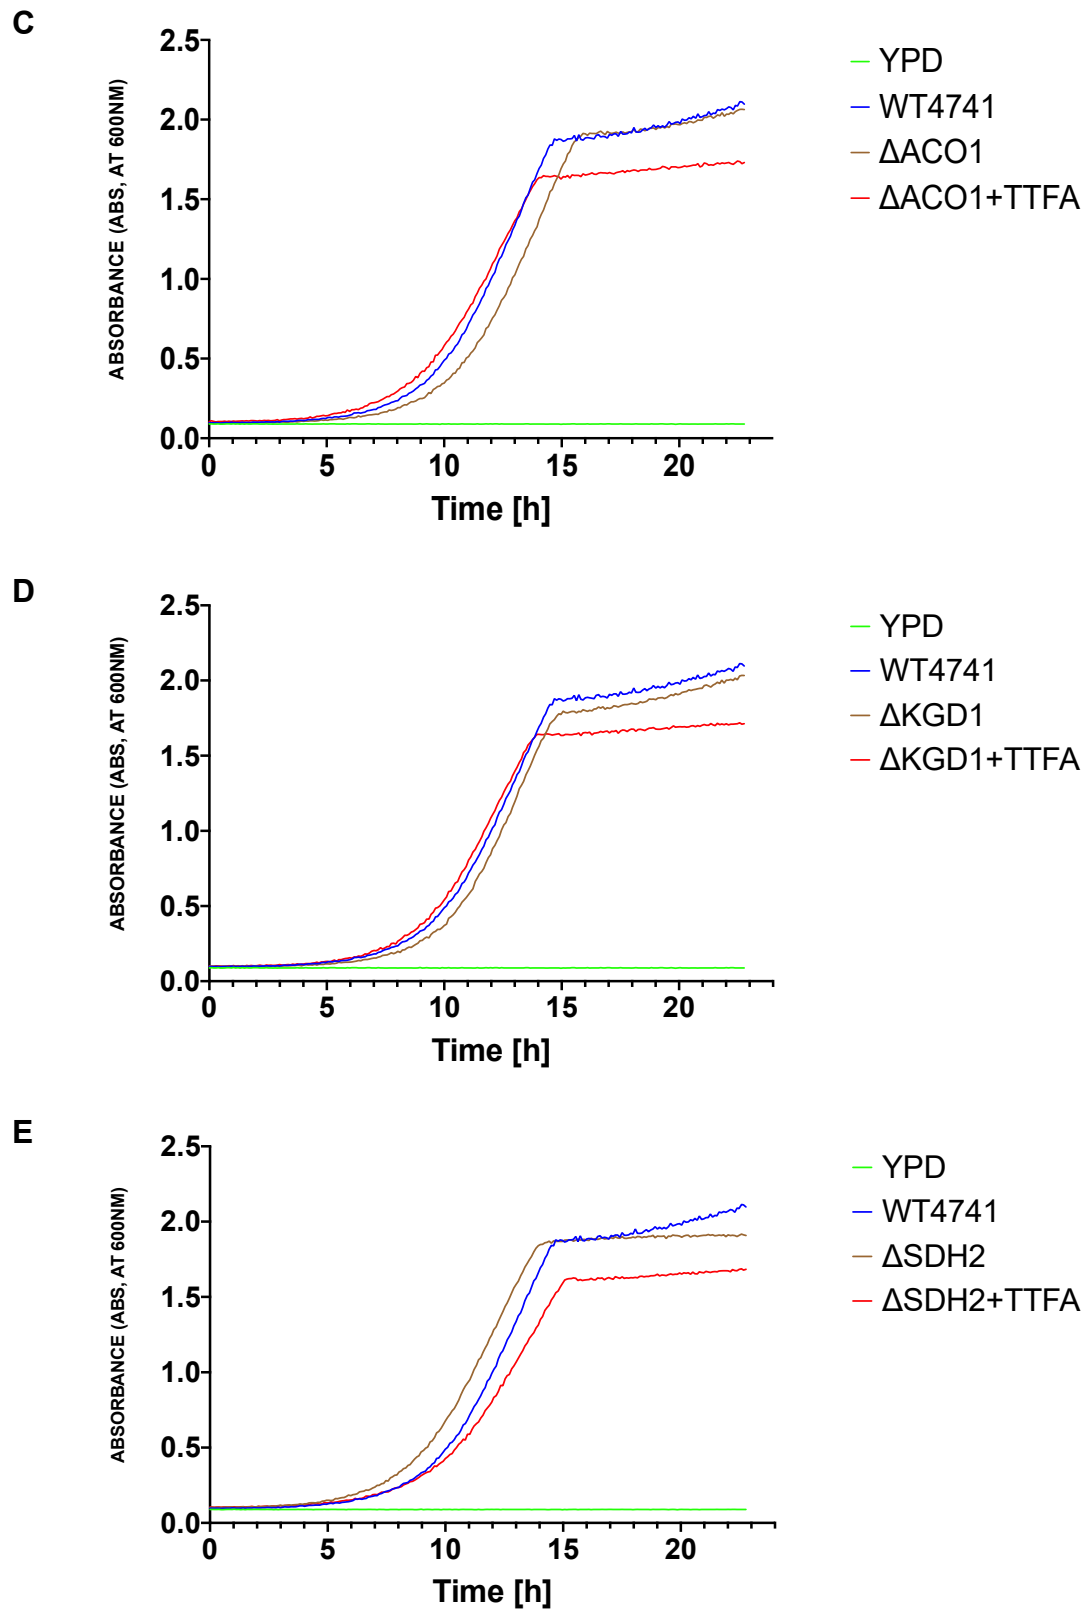 C
2.5
2.0
1.5
1.0
0.5
0.0
ABSORBANCE (ABS, AT 600NM)
0 5 10 15 20
Time [h]
YPD
WT4741
ΔACO1
ΔACO1+TTFA
D
2.5
2.0
1.5
1.0
0.5
0.0
ABSORBANCE (ABS, AT 600NM)
0 5 10 15 20
Time [h]
YPD
WT4741
ΔKGD1
ΔKGD1+TTFA
E
2.5
2.0
1.5
1.0
0.5
0.0
ABSORBANCE (ABS, AT 600NM)
0 5 10 15 20
Time [h]
YPD
WT4741
ΔSDH2
ΔSDH2+TTFA